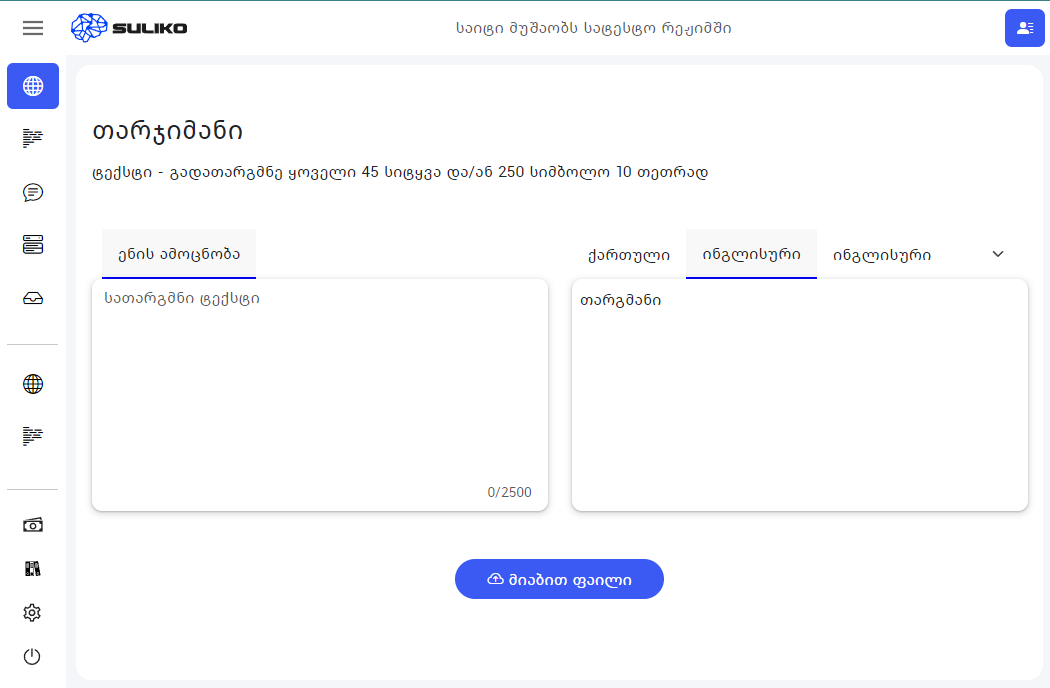 SULIKO
საიტი მუშაობს სატესტო რეჟიმში
თარჯიმანი
ტექსტი - გადათარგმნე ყოველი 45 სიტყვა და/ან 250 სიმბოლო 10 თეთრად
ენის ამოცნობა
ქართული ინგლისური ინგლისური
სათარგმნი ტექსტი
თარგმანი
0/2500
მიაბით ფაილი